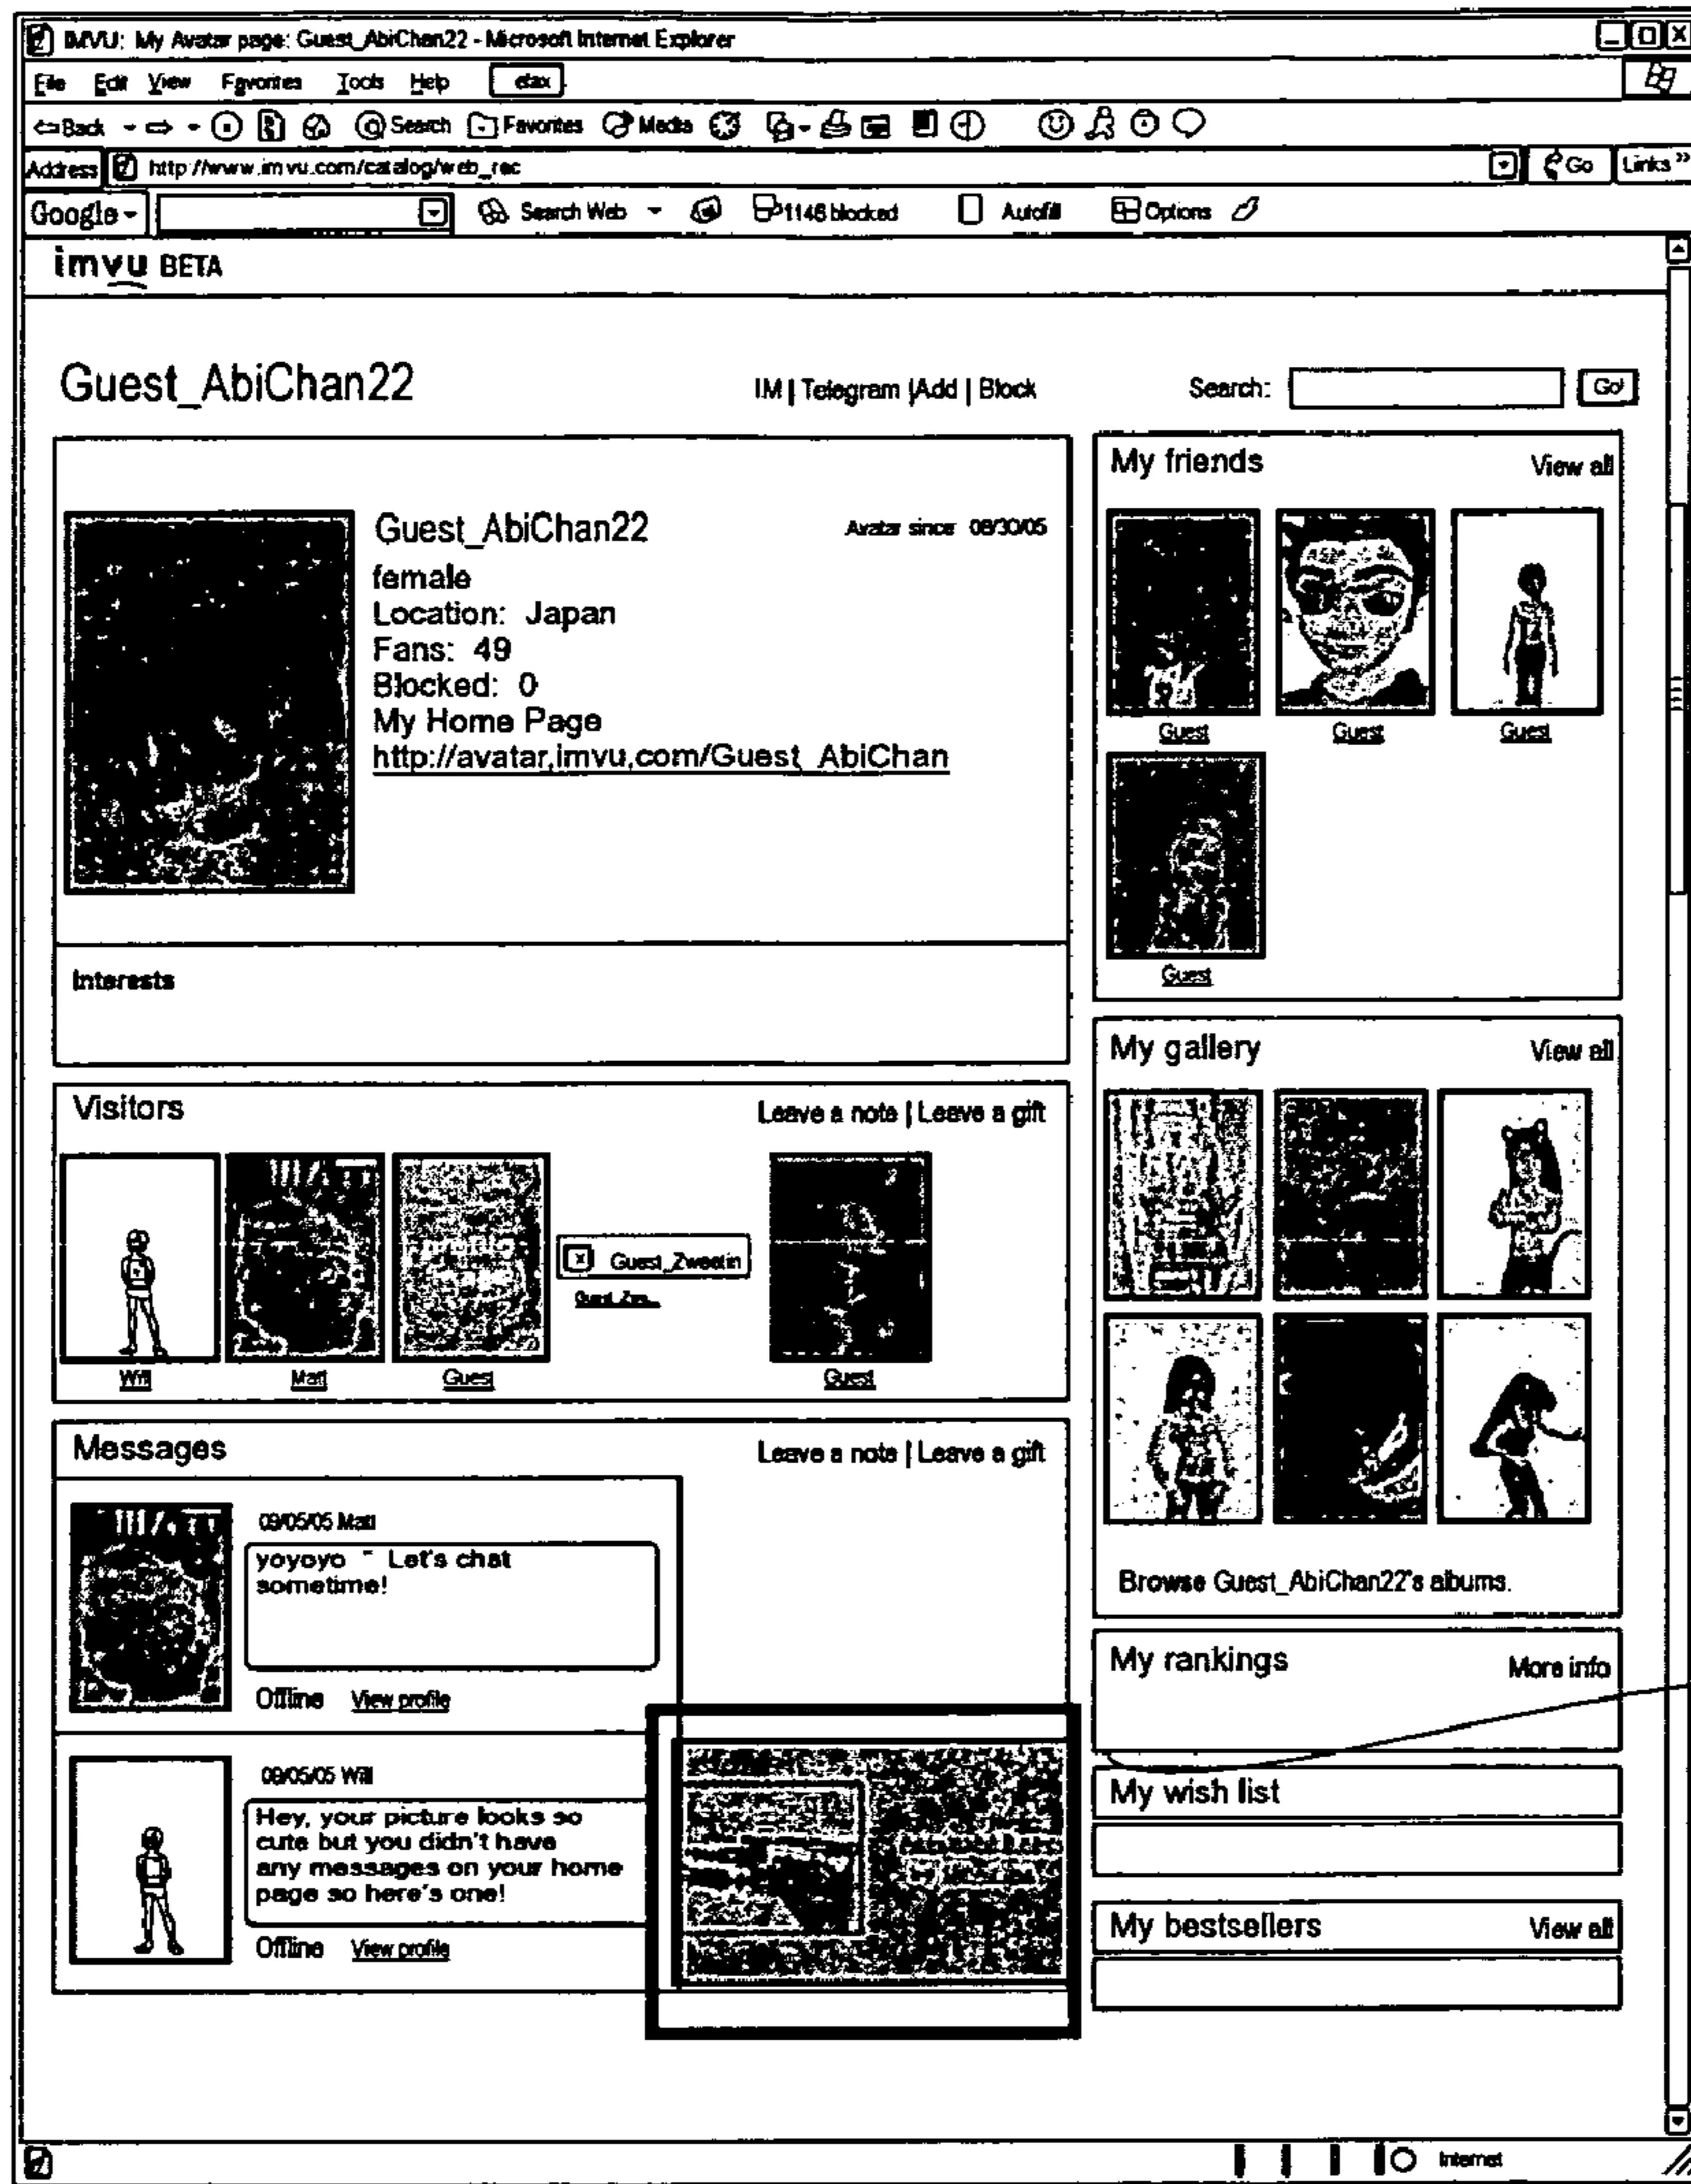 IMVU: My Avatar page: Guest_AbiChan22 - Microsoft Internet Explorer
File Edit View Favorites Tools Help efax
Back Search Favorites Media
Address http://www.imvu.com/catalog/web_rec Go Links »
Google Search Web 1146 blocked Autofill Options
imvu BETA
Guest_AbiChan22 IM | Telegram |Add | Block Search: Go!
Guest_AbiChan22 Avatar since 08/30/05
female
Location: Japan
Fans: 49
Blocked: 0
My Home Page
http://avatar,imvu,com/Guest_AbiChan
Interests
My friends View all
Guest Guest Guest
Guest
Visitors Leave a note | Leave a gift
Guest_Zweetin
Guest_Zwe...
Will Matt Guest Guest
My gallery View all
Browse Guest_AbiChan22's albums.
Messages Leave a note | Leave a gift
09/05/05 Matt
yoyoyo ~ Let's chat
sometime!
Offline View profile
09/05/05 Will
Hey, your picture looks so
cute but you didn't have
any messages on your home
page so here's one!
Offline View profile
My rankings More info
My wish list
My bestsellers View all
Internet